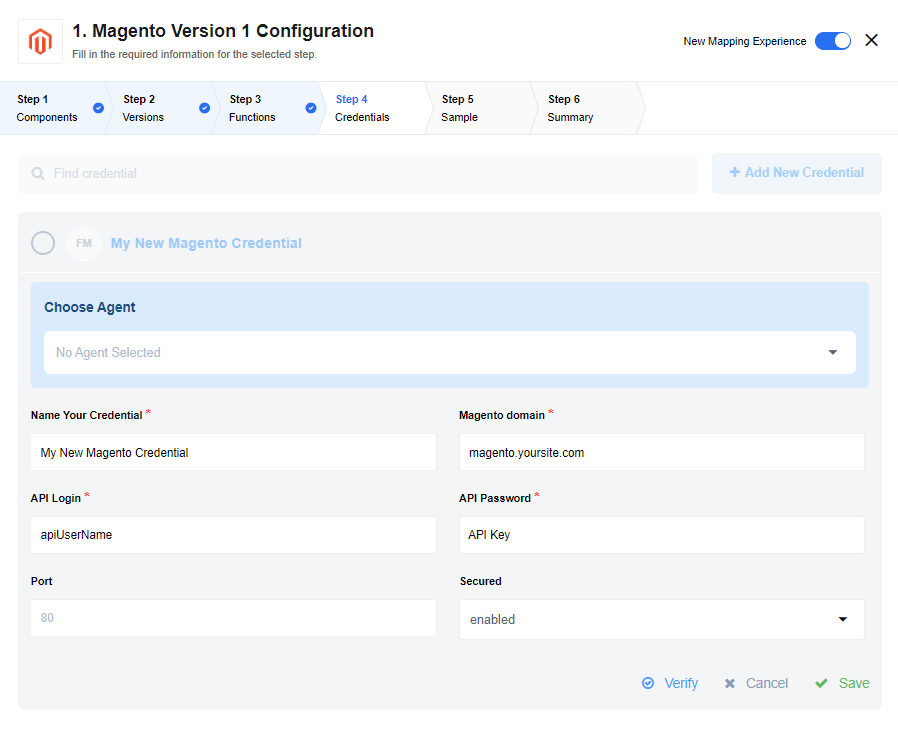 1. Magento Version 1 Configuration
Fill in the required information for the selected step.
New Mapping Experience
Step 1
Components
Step 2
Versions
Step 3
Functions
Step 4
Credentials
Step 5
Sample
Step 6
Summary
Find credential
+ Add New Credential
FM
My New Magento Credential
Choose Agent
No Agent Selected
Name Your Credential *
Magento domain *
My New Magento Credential
magento.yoursite.com
API Login *
API Password *
apiUserName
API Key
Port
Secured
80
enabled
Verify
Cancel
Save